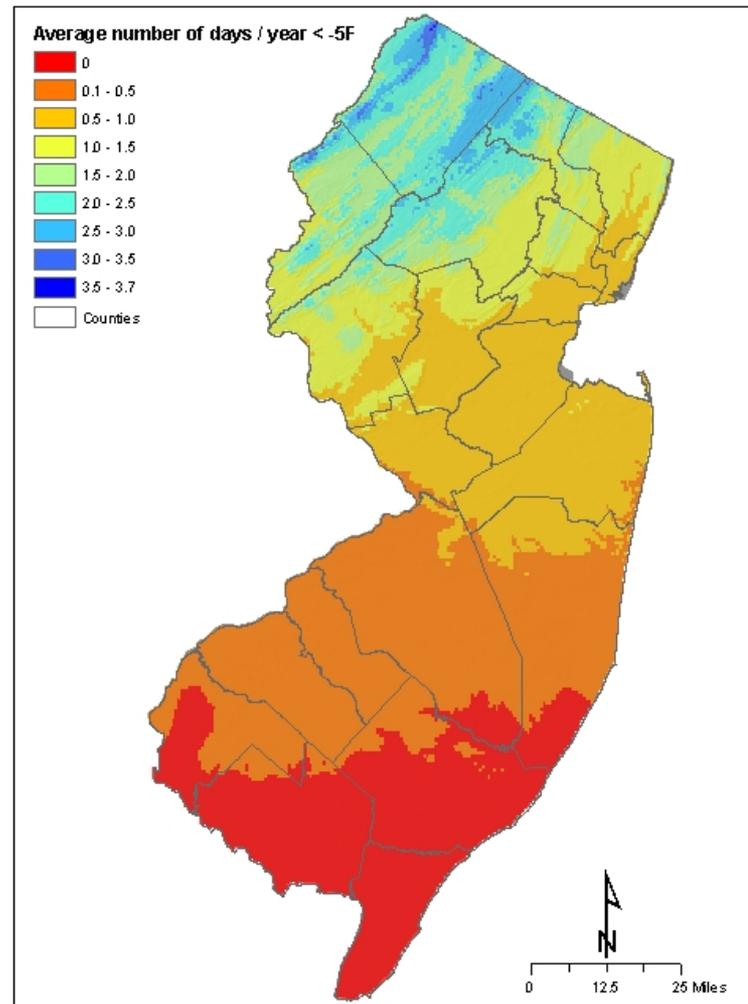 Average number of days / year < -5F
0
0.1 - 0.5
0.5 - 1.0
1.0 - 1.5
1.5 - 2.0
2.0 - 2.5
2.5 - 3.0
3.0 - 3.5
3.5 - 3.7
Counties
N
0 12.5 25 Miles